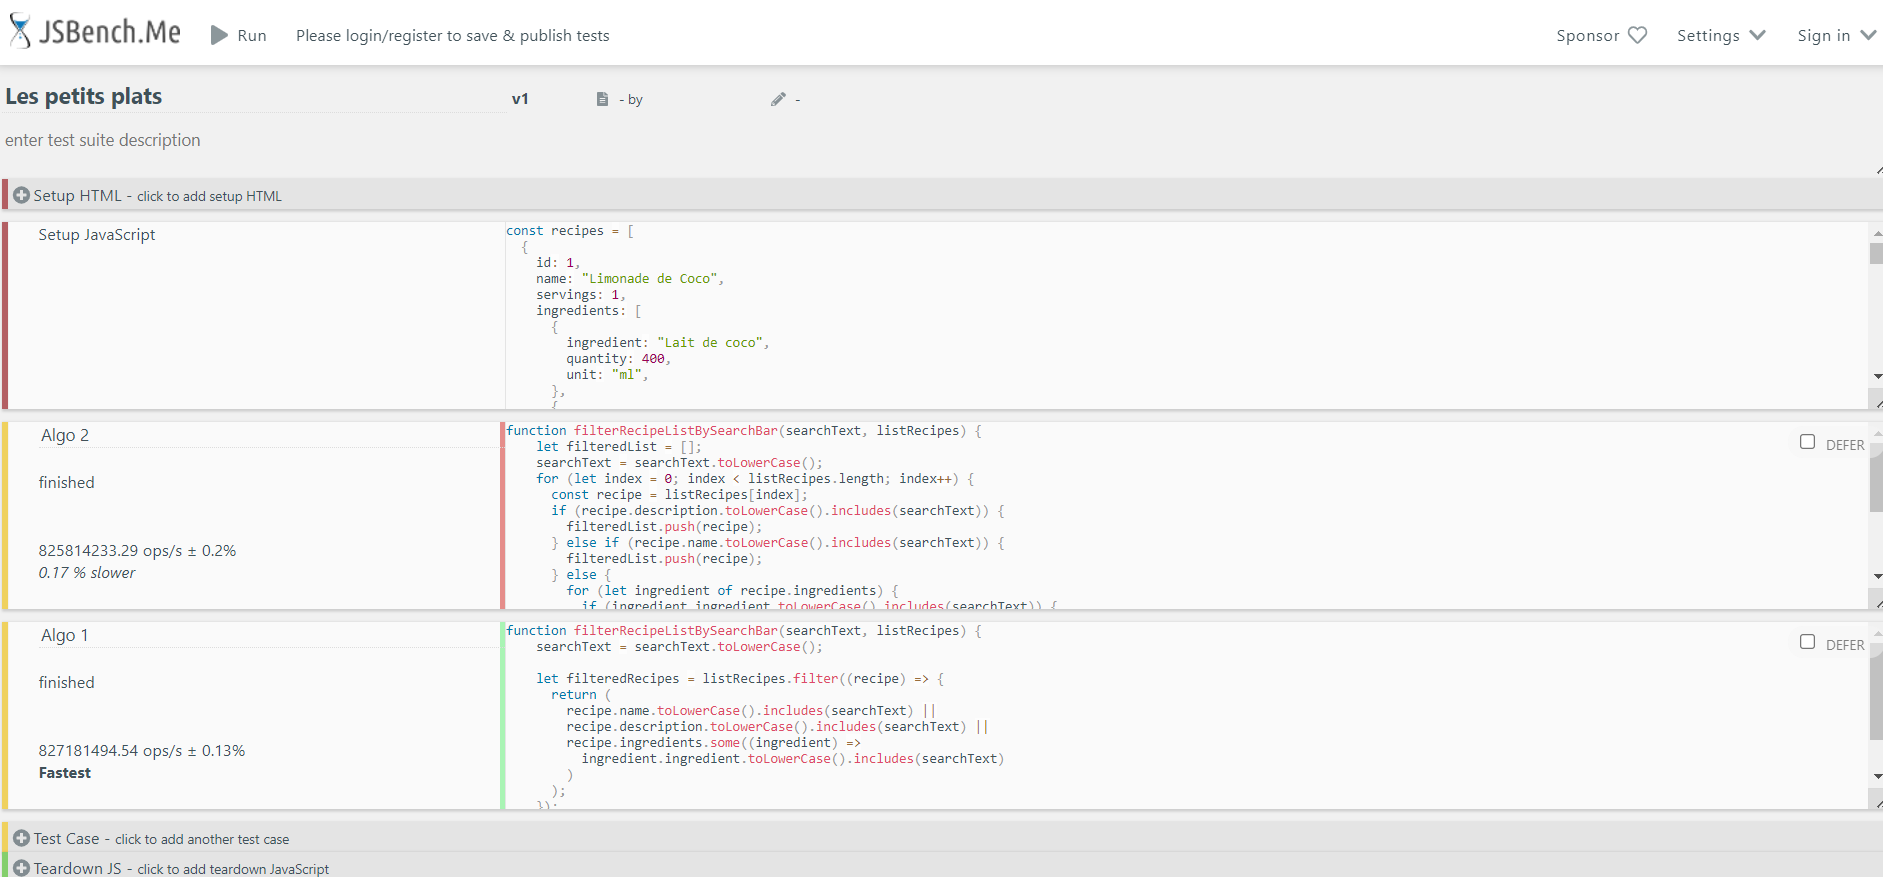 JSBench.Me
Run
Please login/register to save & publish tests
Sponsor
Settings
Sign in
Les petits plats
v1
- by
-
enter test suite description
Setup HTML - click to add setup HTML
Setup JavaScript
const recipes = [
  {
    id: 1,
    name: "Limonade de Coco",
    servings: 1,
    ingredients: [
      {
        ingredient: "Lait de coco",
        quantity: 400,
        unit: "ml",
      },
      {
Algo 2
finished
825814233.29 ops/s ± 0.2%
0.17 % slower
function filterRecipeListBySearchBar(searchText, listRecipes) {
    let filteredList = [];
    searchText = searchText.toLowerCase();
    for (let index = 0; index < listRecipes.length; index++) {
      const recipe = listRecipes[index];
      if (recipe.description.toLowerCase().includes(searchText)) {
        filteredList.push(recipe);
      } else if (recipe.name.toLowerCase().includes(searchText)) {
        filteredList.push(recipe);
      } else {
        for (let ingredient of recipe.ingredients) {
          if (ingredient.ingredient.toLowerCase().includes(searchText)) {
DEFER
Algo 1
finished
827181494.54 ops/s ± 0.13%
Fastest
function filterRecipeListBySearchBar(searchText, listRecipes) {
    searchText = searchText.toLowerCase();
    let filteredRecipes = listRecipes.filter((recipe) => {
      return (
        recipe.name.toLowerCase().includes(searchText) ||
        recipe.description.toLowerCase().includes(searchText) ||
        recipe.ingredients.some((ingredient) =>
          ingredient.ingredient.toLowerCase().includes(searchText)
        )
      );
    });
DEFER
Test Case - click to add another test case
Teardown JS - click to add teardown JavaScript